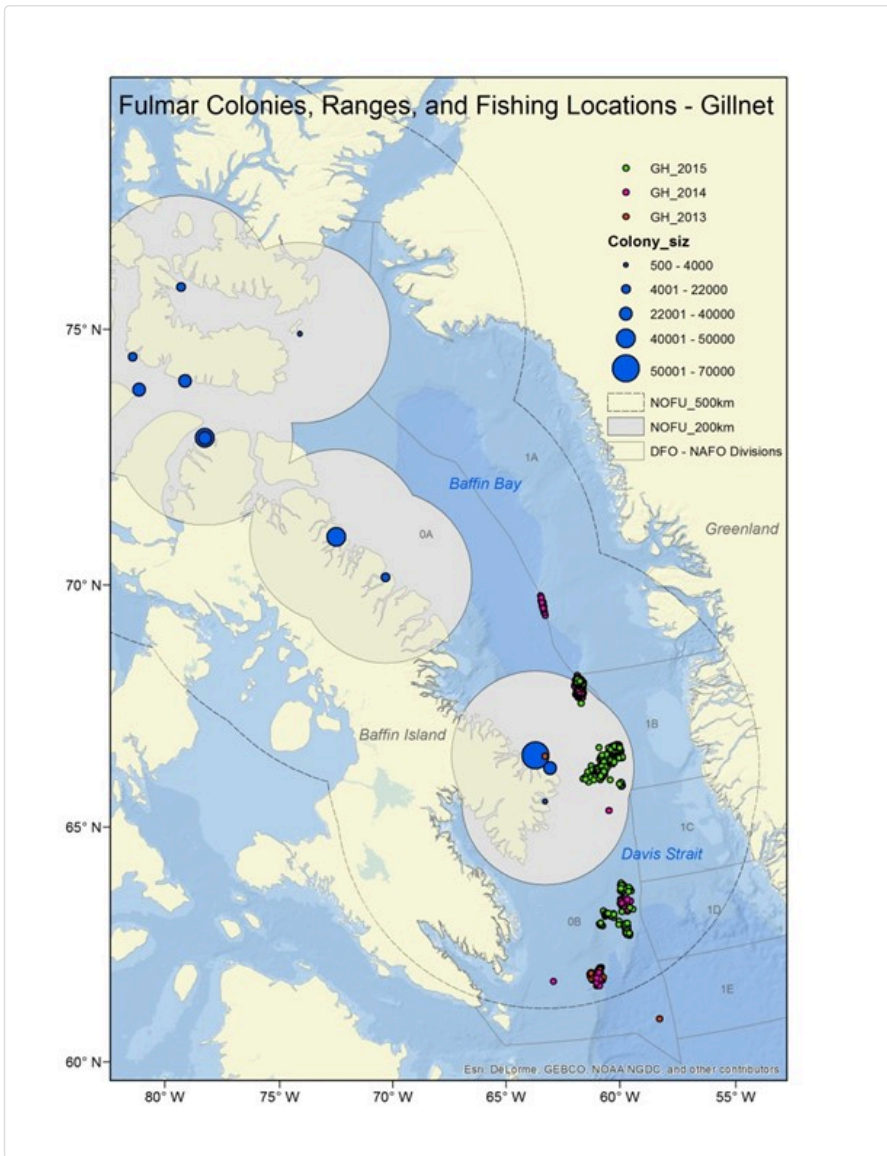 Fulmar Colonies, Ranges, and Fishing Locations - Gillnet
GH_2015
GH_2014
GH_2013
Colony_siz
500 - 4000
4001 - 22000
22001 - 40000
40001 - 50000
50001 - 70000
NOFU_500km
NOFU_200km
DFO - NAFO Divisions
75° N
70° N
65° N
60° N
1A
Baffin Bay
Greenland
0A
Baffin Island
1B
1C
Davis Strait
0B
1D
1E
Esri, DeLorme, GEBCO, NOAA NGDC, and other contributors
80° W
75° W
70° W
65° W
60° W
55° W